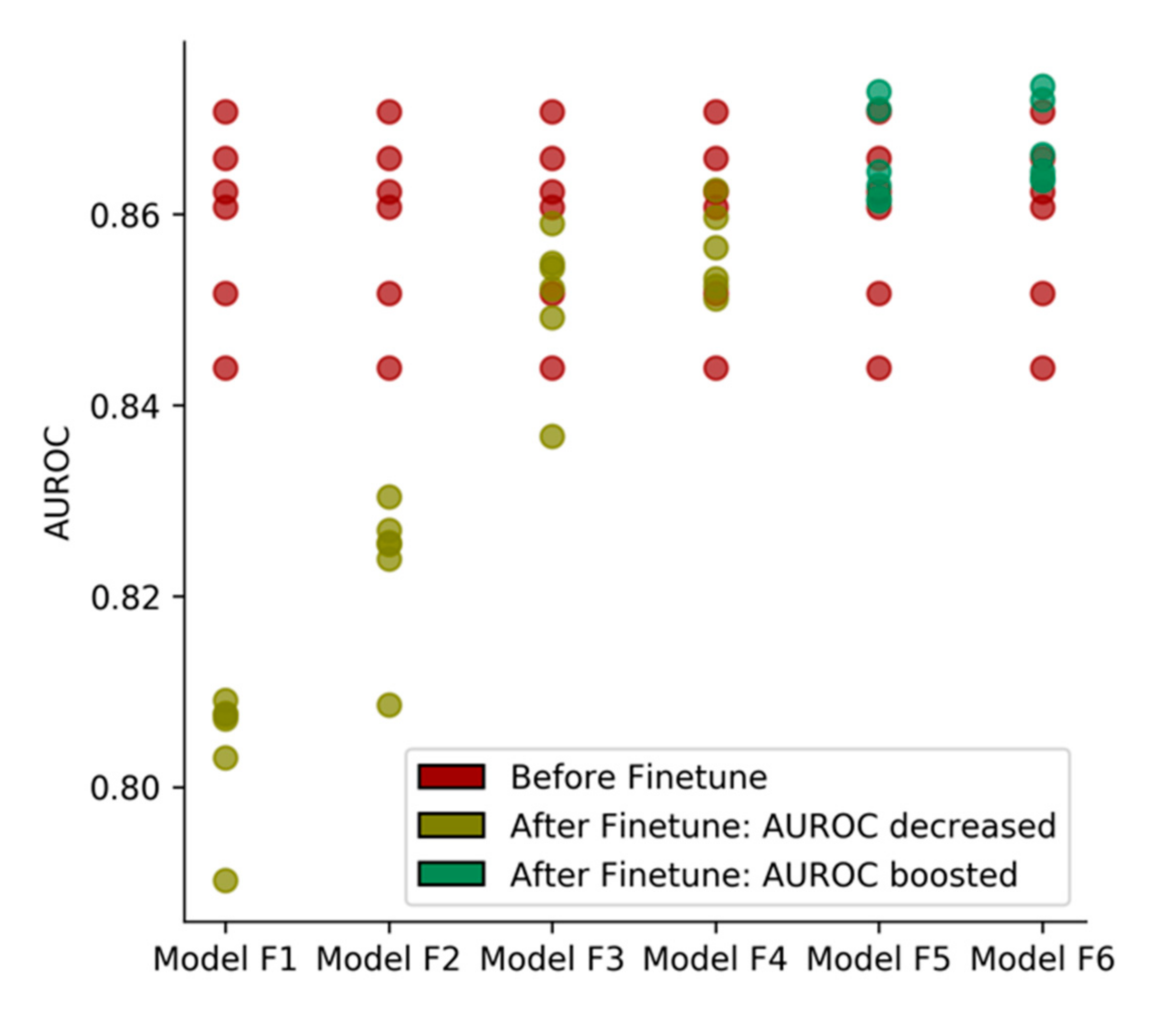 AUROC
0.86
0.84
0.82
0.80
Before Finetune
After Finetune: AUROC decreased
After Finetune: AUROC boosted
Model F1 Model F2 Model F3 Model F4 Model F5 Model F6